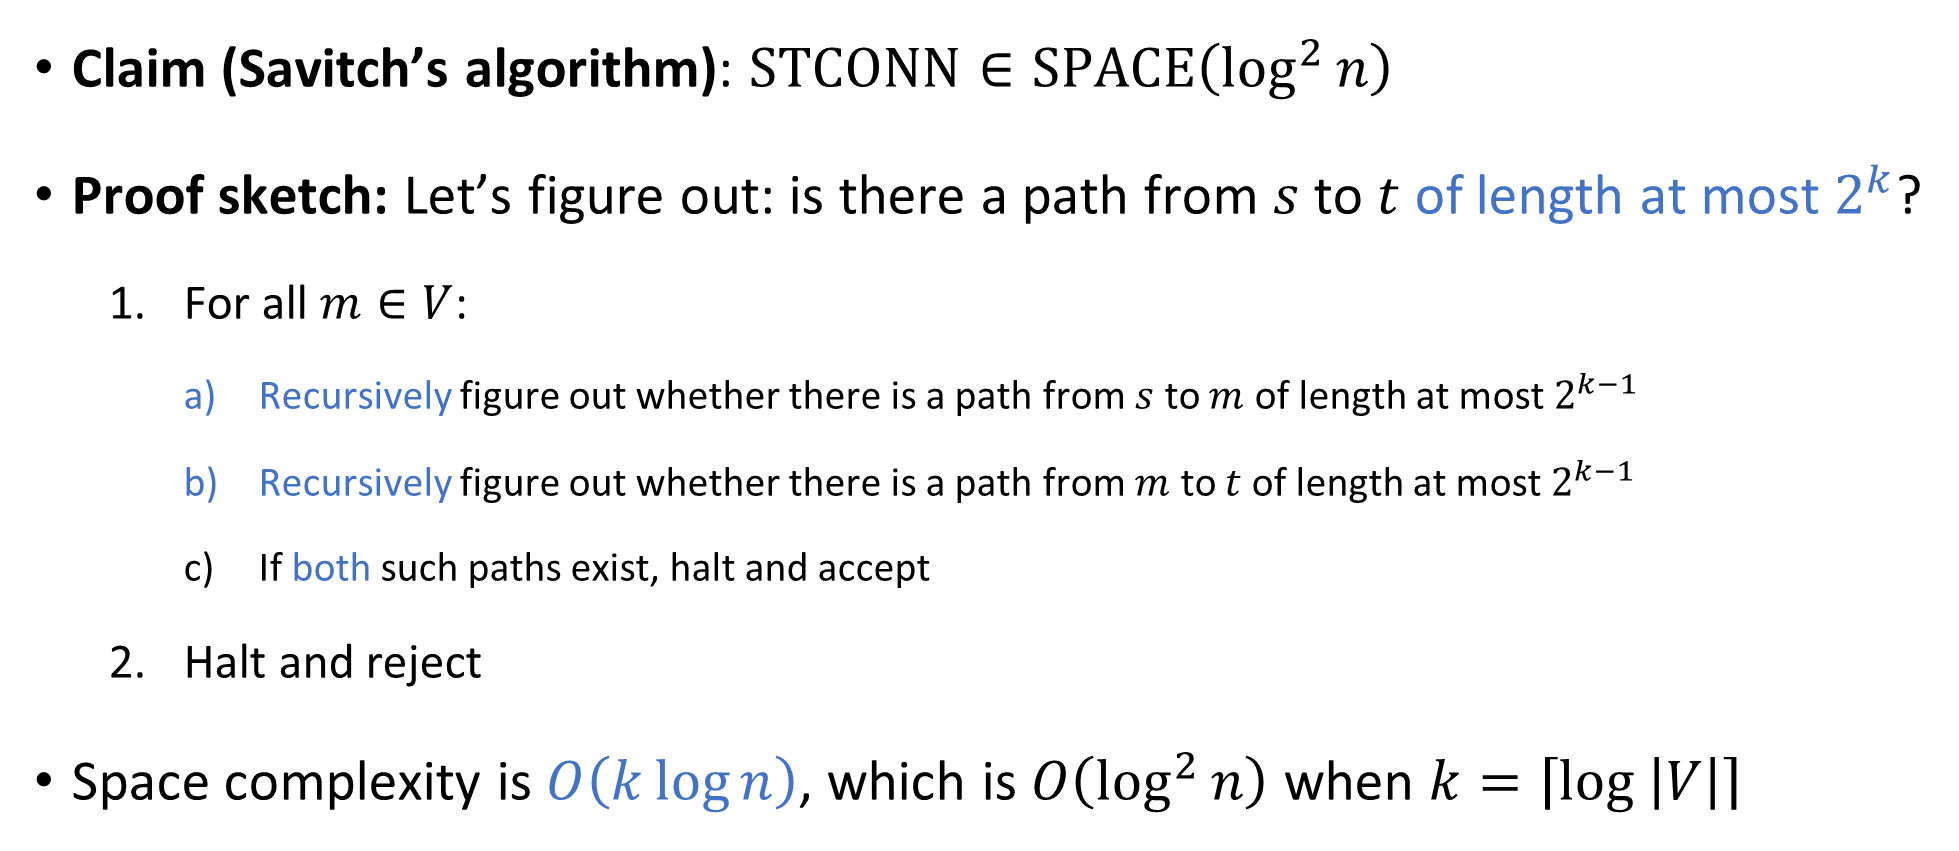 • Claim (Savitch’s algorithm): STCONN ∈ SPACE(log² n)
• Proof sketch: Let’s figure out: is there a path from s to t of length at most 2ᵏ?
1. For all m ∈ V:
a) Recursively figure out whether there is a path from s to m of length at most 2ᵏ⁻¹
b) Recursively figure out whether there is a path from m to t of length at most 2ᵏ⁻¹
c) If both such paths exist, halt and accept
2. Halt and reject
• Space complexity is O(k log n), which is O(log² n) when k = ⌈log |V|⌉